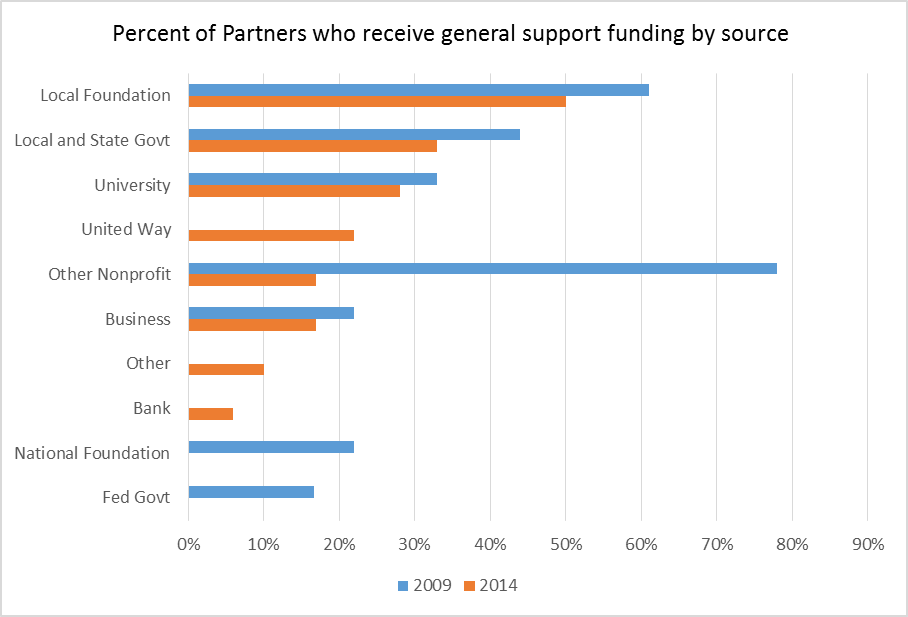 Percent of Partners who receive general support funding by source
Local Foundation
Local and State Govt
University
United Way
Other Nonprofit
Business
Other
Bank
National Foundation
Fed Govt
0% 10% 20% 30% 40% 50% 60% 70% 80% 90%
2009 2014